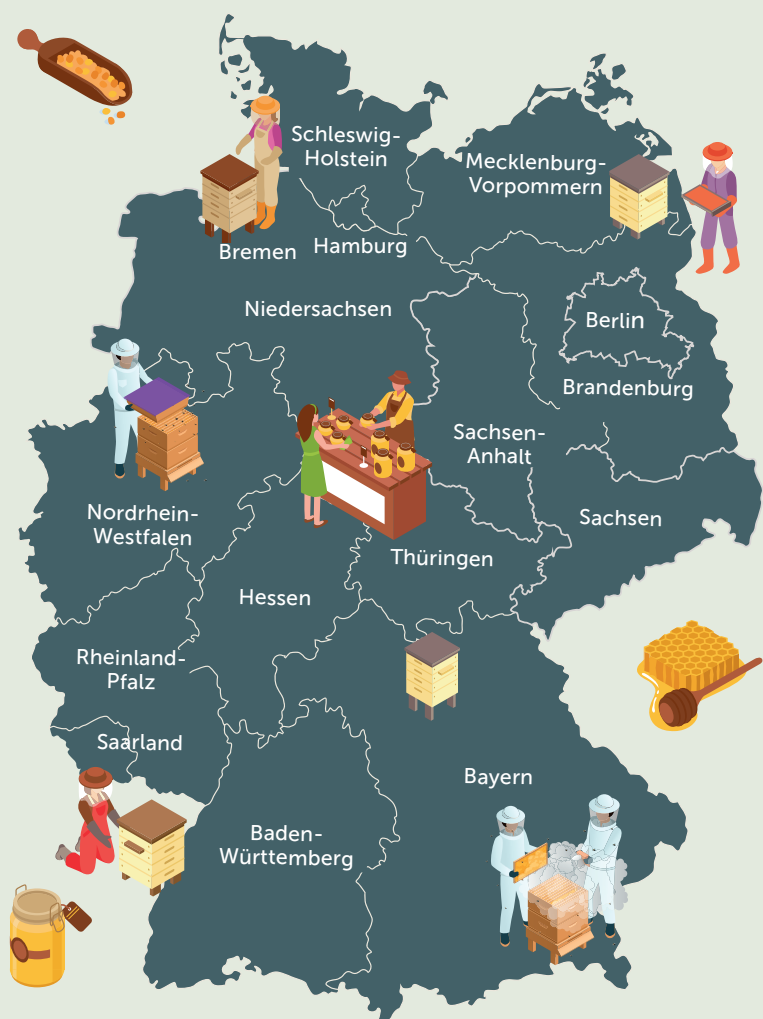 Schleswig-
Holstein
Mecklenburg-
Vorpommern
Bremen
Hamburg
Niedersachsen
Berlin
Brandenburg
Sachsen-
Anhalt
Nordrhein-
Westfalen
Sachsen
Thüringen
Hessen
Rheinland-
Pfalz
Saarland
Bayern
Baden-
Württemberg